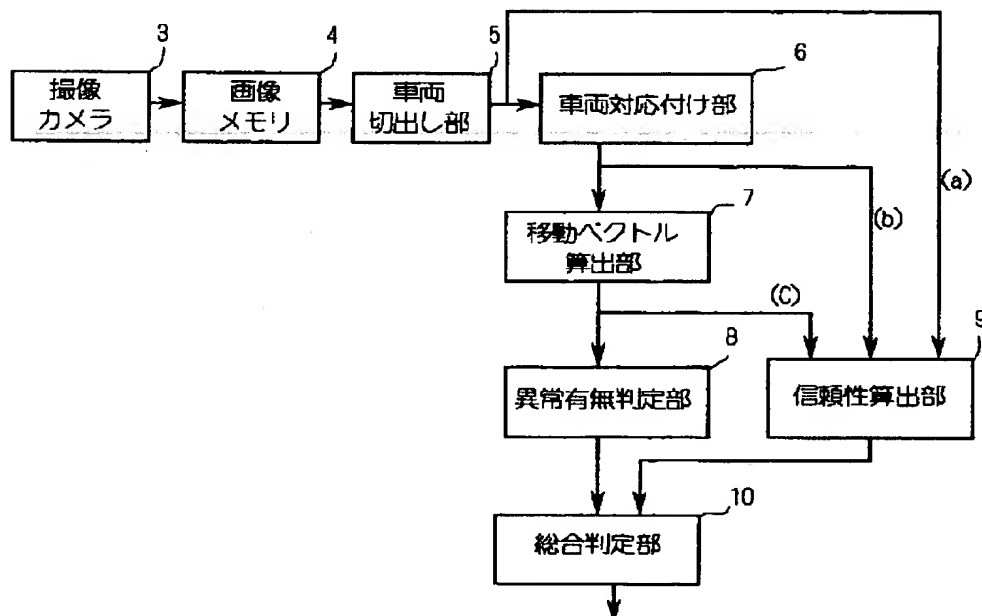 3
撮像
カメラ
4
画像
メモリ
5
車両
切出し部
6
車両対応付け部
(a)
(b)
7
移動ベクトル
算出部
(C)
8
異常有無判定部
9
信頼性算出部
10
総合判定部